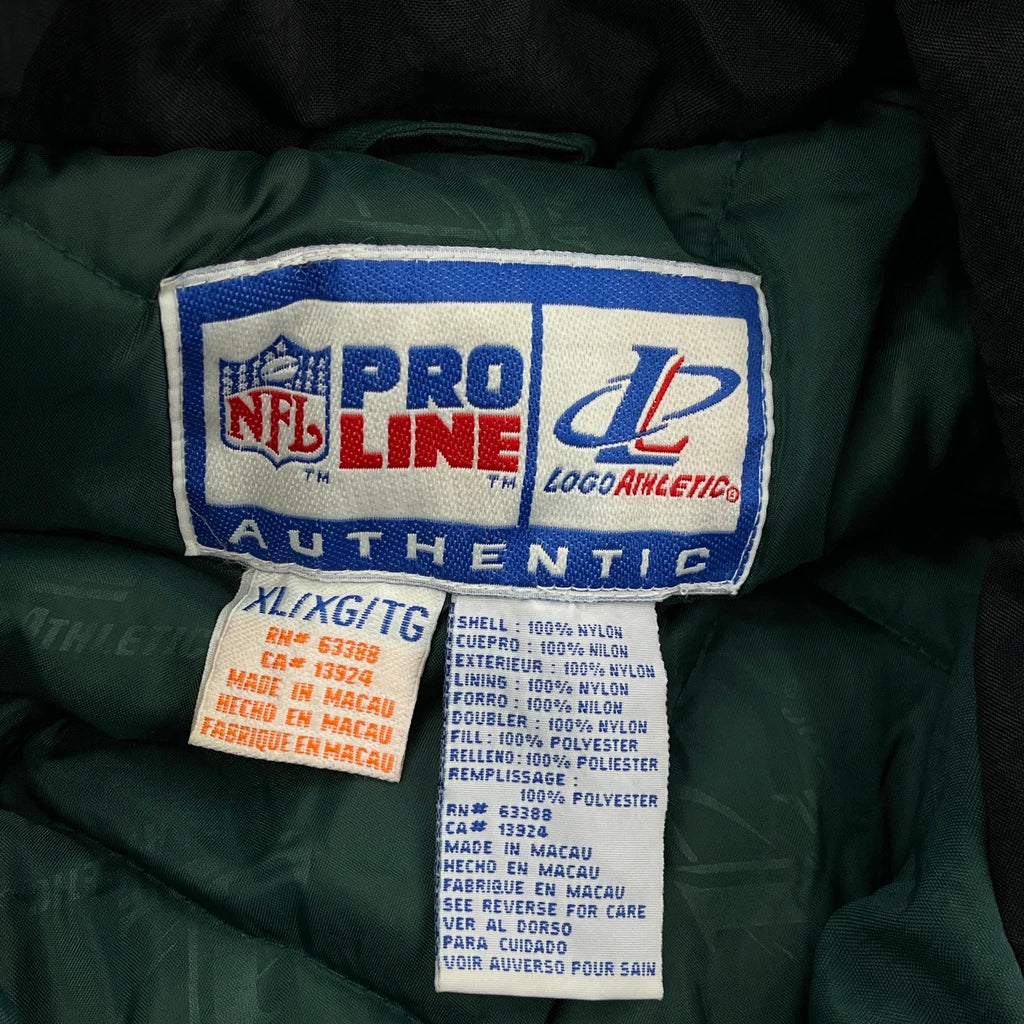 NFL
TM
PRO
LINE
TM
LOGO ATHLETIC®
AUTHENTIC
XL/XG/TG
RN# 63388
CA# 13924
MADE IN MACAU
HECHO EN MACAU
FABRIQUE EN MACAU
SHELL : 100% NYLON
CUEPRO : 100% NILON
EXTERIEUR : 100% NYLON
LINING : 100% NYLON
FORRO : 100% NILON
DOUBLER : 100% NYLON
FILL : 100% POLYESTER
RELLENO : 100% POLIESTER
REMPLISSAGE :
100% POLYESTER
RN# 63388
CA# 13924
MADE IN MACAU
HECHO EN MACAU
FABRIQUE EN MACAU
SEE REVERSE FOR CARE
VER AL DORSO
PARA CUIDADO
VOIR AUVERSO POUR SAIN
ATHLETIC